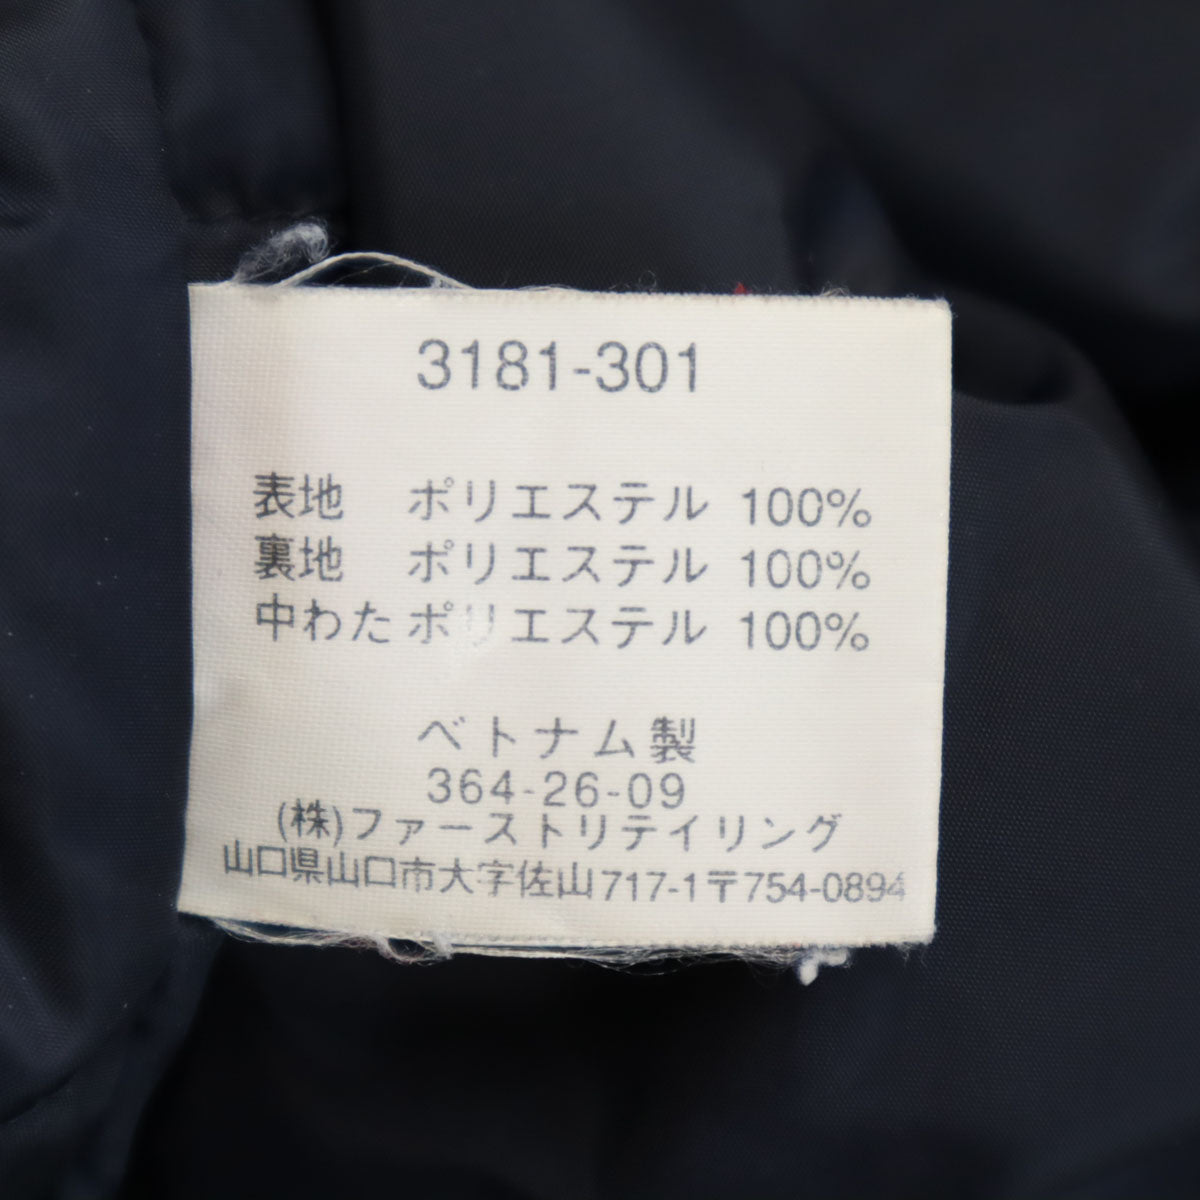 3181-301
表地 ポリエステル 100%
裏地 ポリエステル 100%
中わた ポリエステル 100%
ベトナム製
364-26-09
(株)ファーストリテイリング
山口県山口市大字佐山717-1〒754-0894